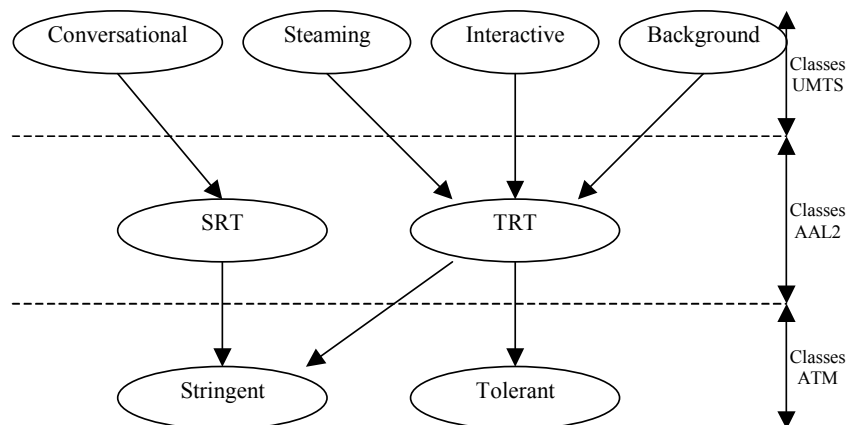 Conversational
Steaming
Interactive
Background
Classes
UMTS
SRT
TRT
Classes
AAL2
Stringent
Tolerant
Classes
ATM